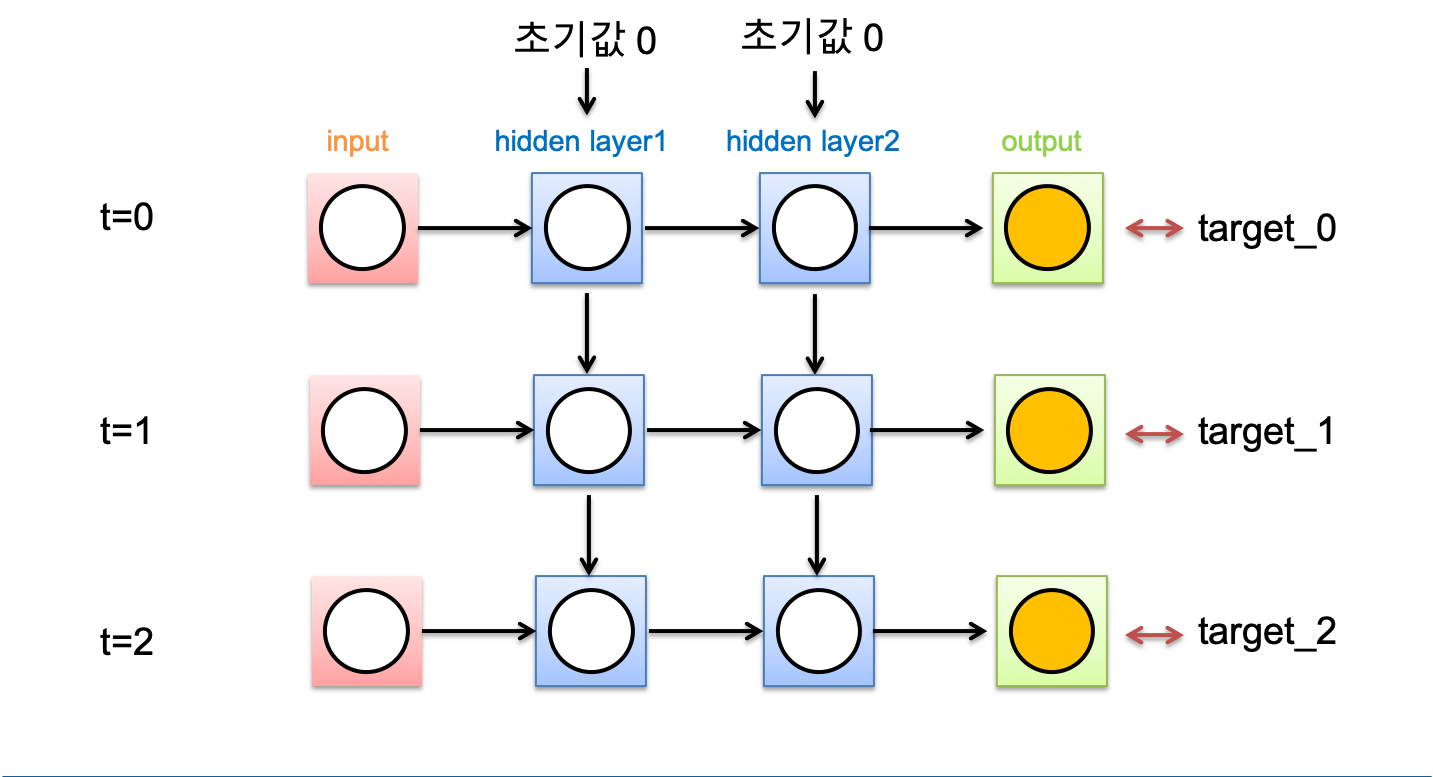 초기값 0
초기값 0
input
hidden layer1
hidden layer2
output
t=0
target_0
t=1
target_1
t=2
target_2